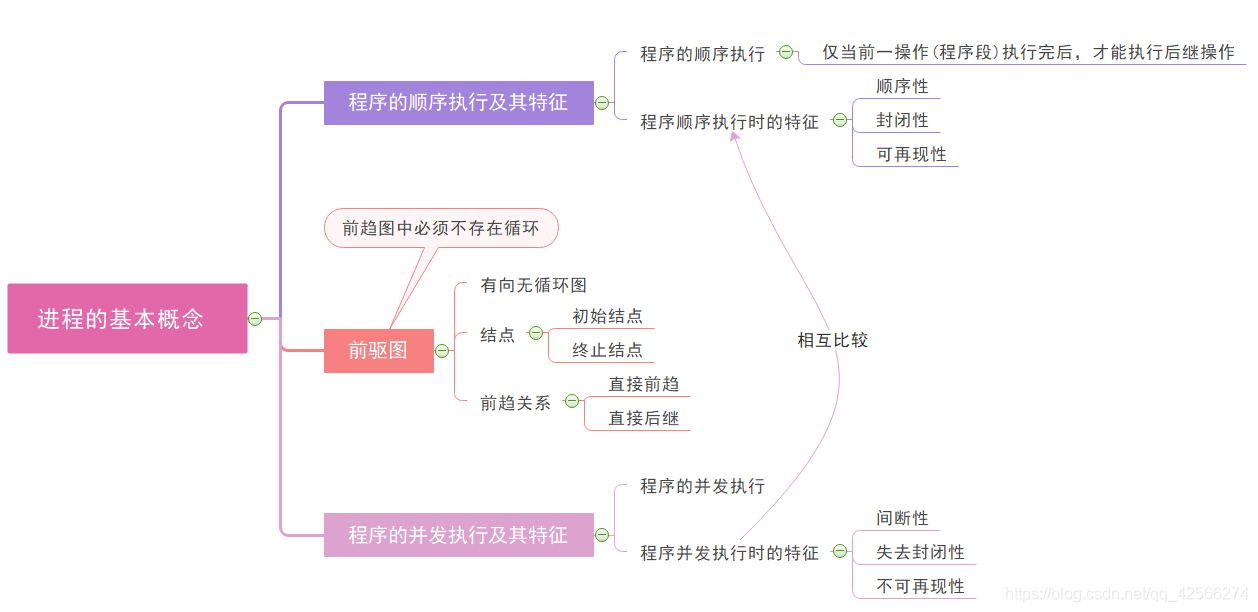 进程的基本概念
程序的顺序执行及其特征
程序的顺序执行
仅当前一操作(程序段)执行完后，才能执行后继操作
程序顺序执行时的特征
顺序性
封闭性
可再现性
前趋图中必须不存在循环
前驱图
有向无循环图
结点
初始结点
终止结点
前趋关系
直接前趋
直接后继
相互比较
程序的并发执行及其特征
程序的并发执行
程序并发执行时的特征
间断性
失去封闭性
不可再现性
https://blog.csdn.net/qq_42566274